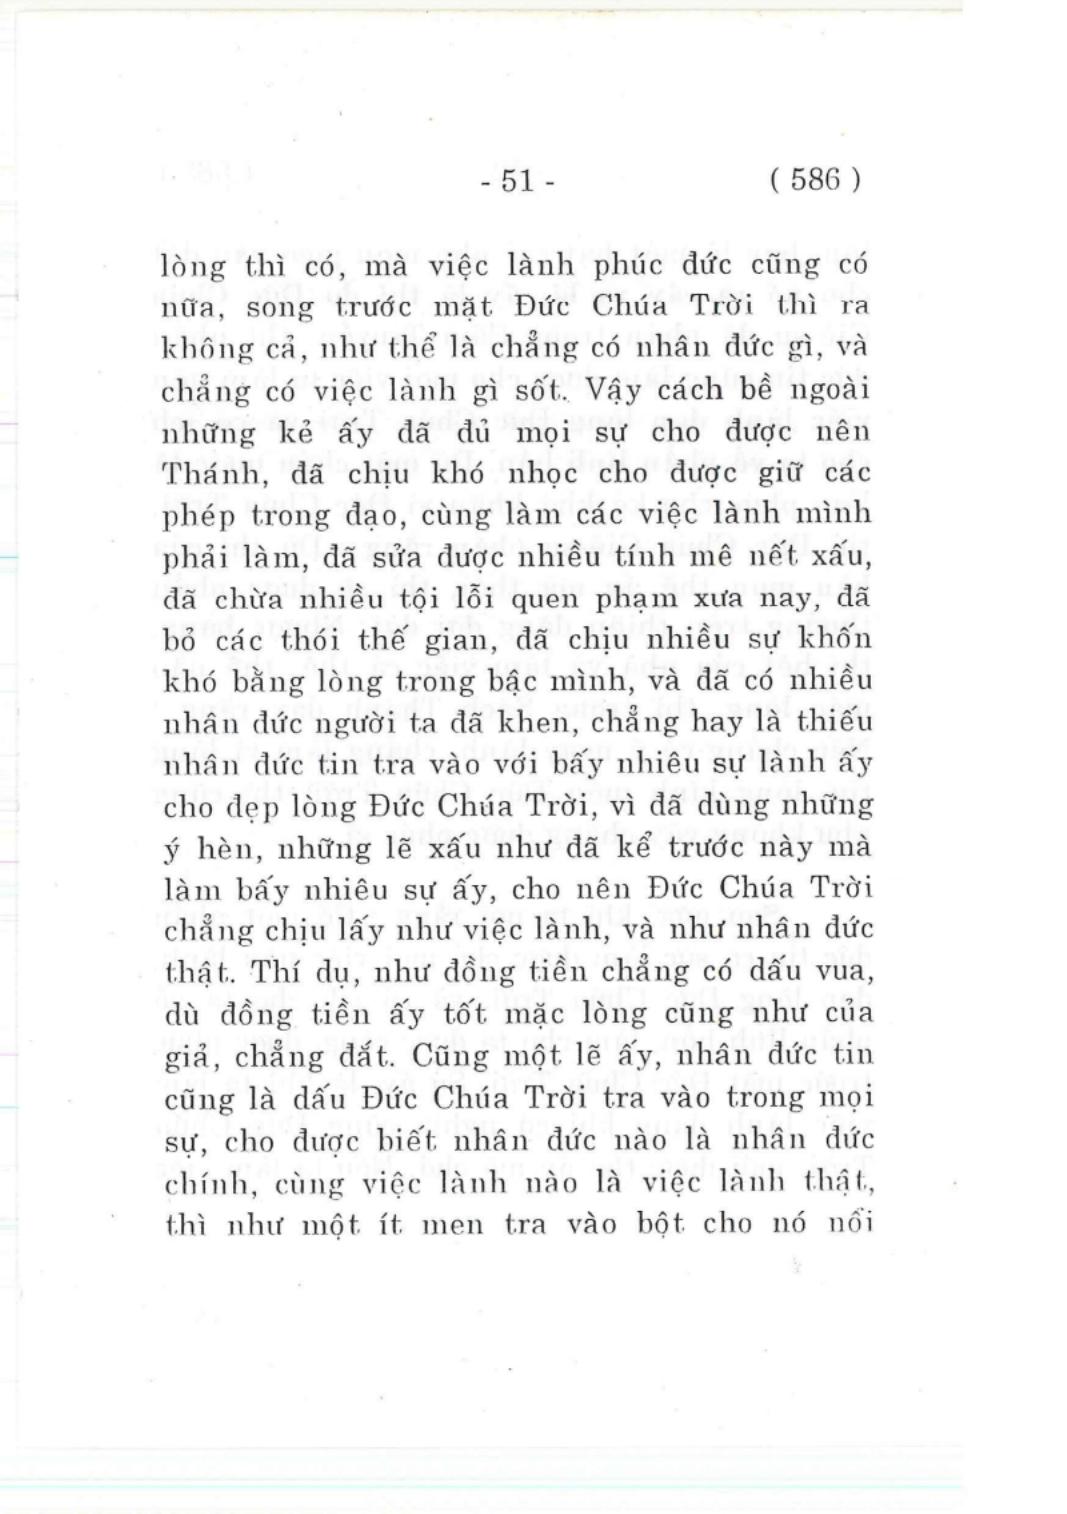 - 51 - ( 586 )
lòng thì có, mà việc lành phúc đức cũng có
nữa, song trước mặt Đức Chúa Trời thì ra
không cả, như thể là chẳng có nhân đức gì, và
chẳng có việc lành gì sốt. Vậy cách bề ngoài
những kẻ ấy đã đủ mọi sự cho được nên
Thánh, đã chịu khó nhọc cho được giữ các
phép trong đạo, cùng làm các việc lành mình
phải làm, đã sửa được nhiều tính mê nết xấu,
đã chừa nhiều tội lỗi quen phạm xưa nay, đã
bỏ các thói thế gian, đã chịu nhiều sự khốn
khó bằng lòng trong bậc mình, và đã có nhiều
nhân đức người ta đã khen, chẳng hay là thiếu
nhân đức tin tra vào với bấy nhiêu sự lành ấy
cho đẹp lòng Đức Chúa Trời, vì đã dùng những
ý hèn, những lẽ xấu như đã kể trước này mà
làm bấy nhiêu sự ấy, cho nên Đức Chúa Trời
chẳng chịu lấy như việc lành, và như nhân đức
thật. Thí dụ, như đồng tiền chẳng có dấu vua,
dù đồng tiền ấy tốt mặc lòng cũng như của
giả, chẳng đắt. Cũng một lẽ ấy, nhân đức tin
cũng là dấu Đức Chúa Trời tra vào trong mọi
sự, cho được biết nhân đức nào là nhân đức
chính, cùng việc lành nào là việc lành thật,
thì như một ít men tra vào bột cho nó nổi